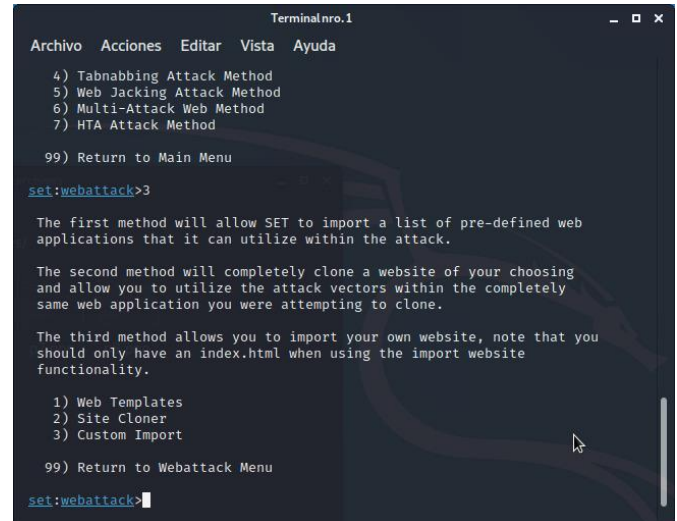 Terminal nro. 1
Archivo Acciones Editar Vista Ayuda
4) Tabnabbing Attack Method
5) Web Jacking Attack Method
6) Multi-Attack Web Method
7) HTA Attack Method
99) Return to Main Menu
set:webattack>3
The first method will allow SET to import a list of pre-defined web
applications that it can utilize within the attack.
The second method will completely clone a website of your choosing
and allow you to utilize the attack vectors within the completely
same web application you were attempting to clone.
The third method allows you to import your own website, note that you
should only have an index.html when using the import website
functionality.
1) Web Templates
2) Site Cloner
3) Custom Import
99) Return to Webattack Menu
set:webattack>